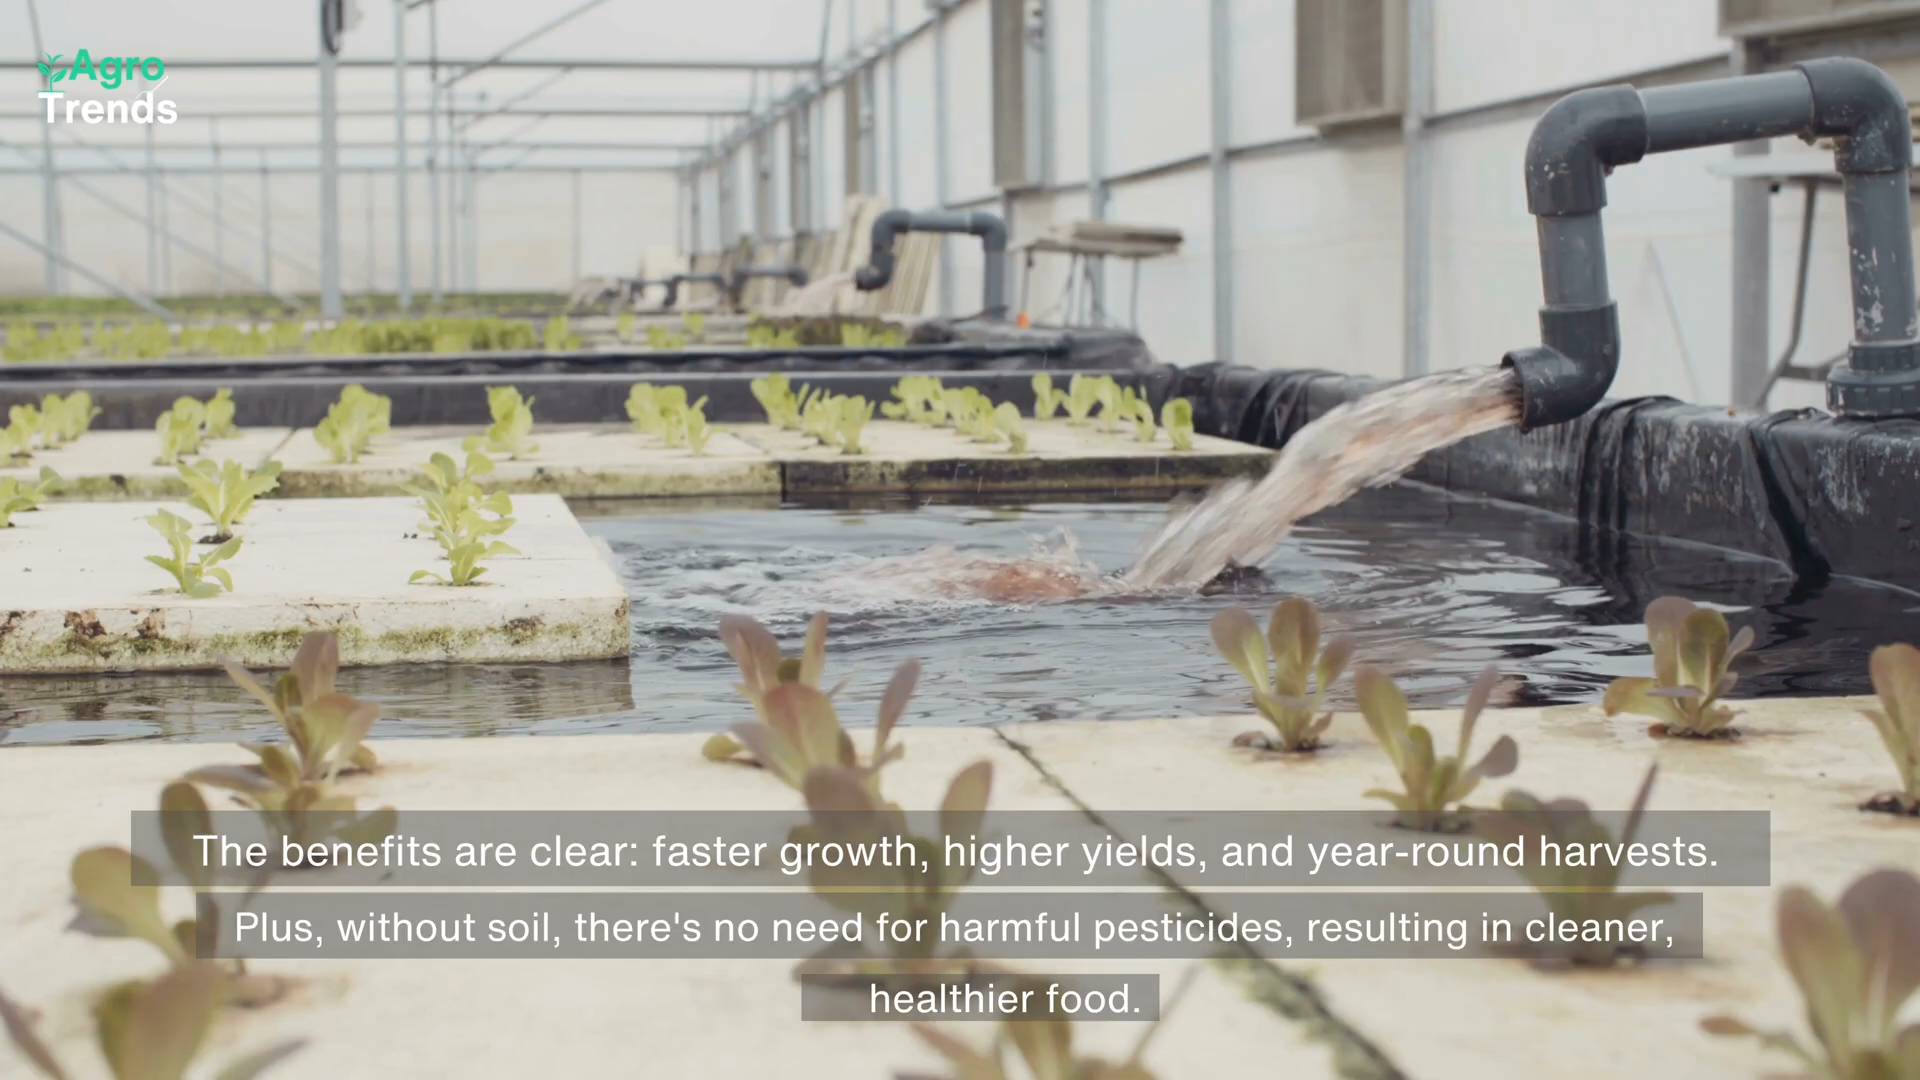 Agro
Trends
The benefits are clear: faster growth, higher yields, and year-round harvests.
Plus, without soil, there's no need for harmful pesticides, resulting in cleaner,
healthier food.